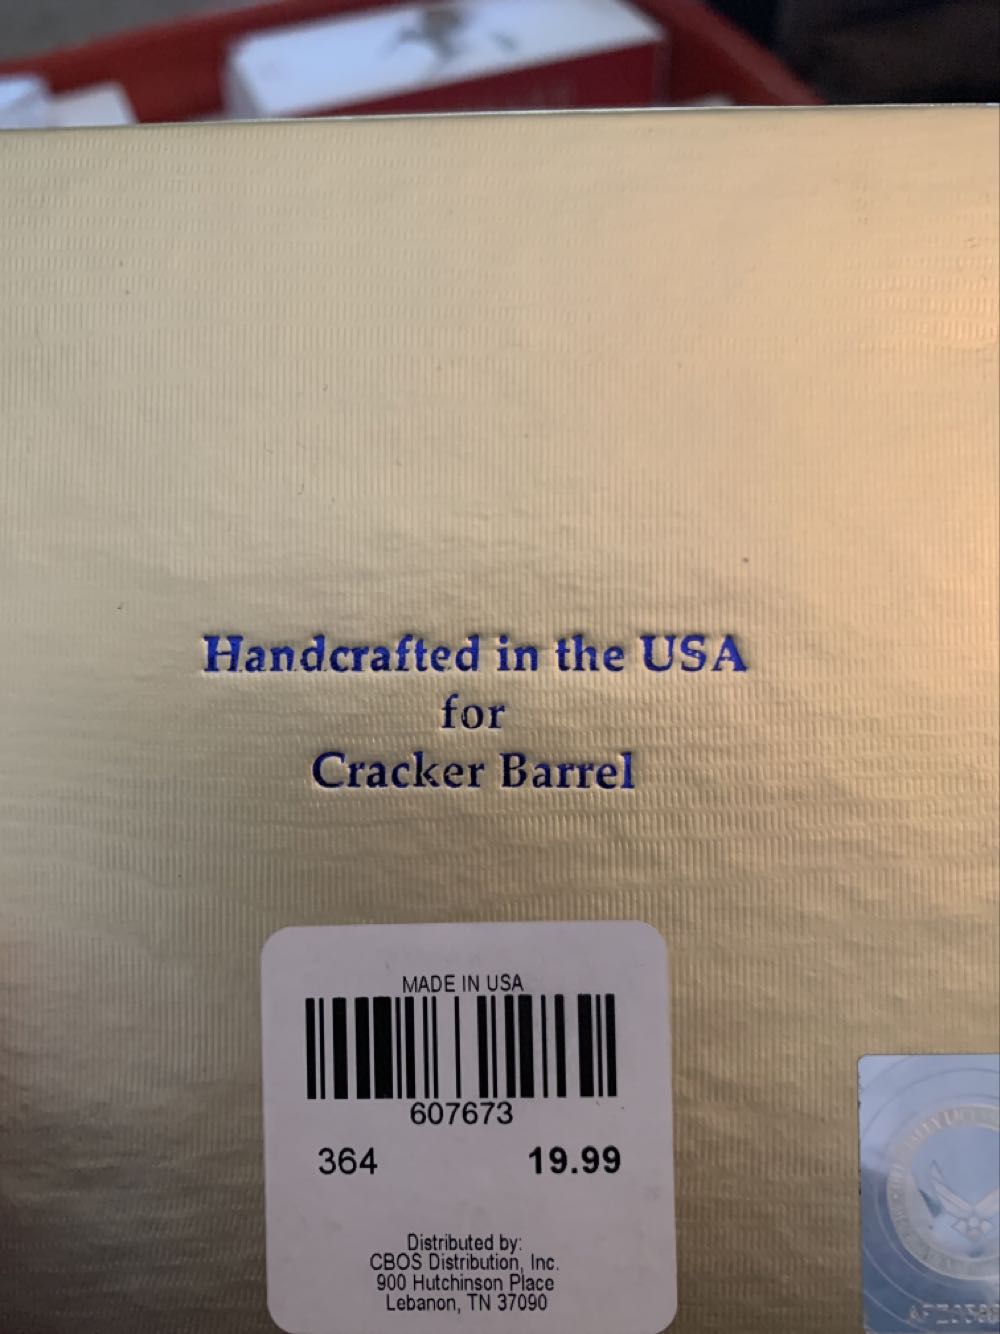 Handcrafted in the USA
for
Cracker Barrel
MADE IN USA
607673
364 19.99
Distributed by:
CBOS Distribution, Inc.
900 Hutchinson Place
Lebanon, TN 37090